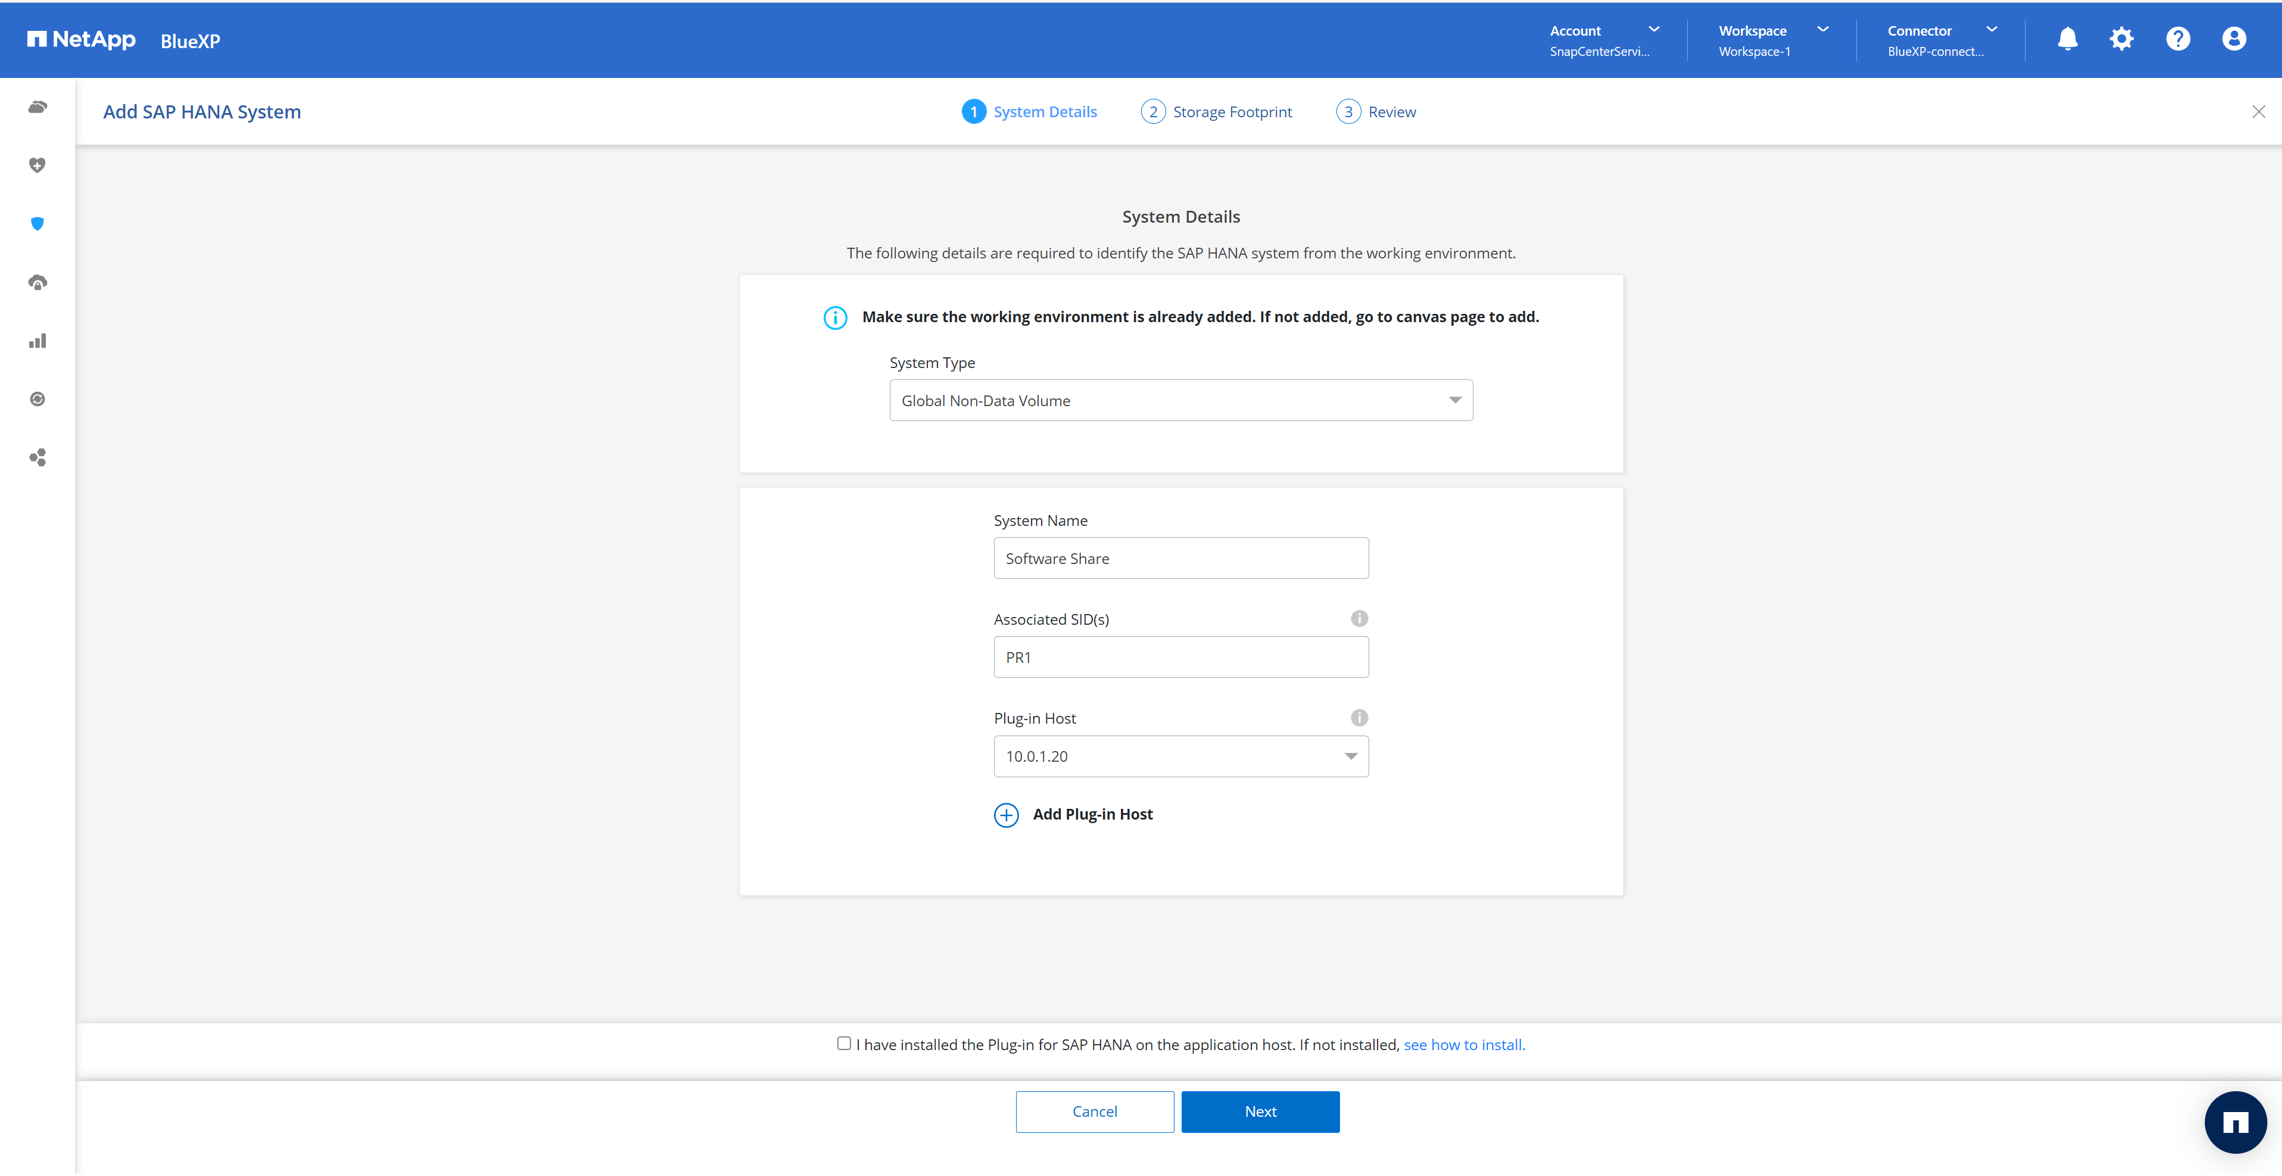 NetApp BlueXP
Account
SnapCenterServi...
Workspace
Workspace-1
Connector
BlueXP-connect...
?
Add SAP HANA System
1 System Details
2 Storage Footprint
3 Review
System Details
The following details are required to identify the SAP HANA system from the working environment.
Make sure the working environment is already added. If not added, go to canvas page to add.
System Type
Global Non-Data Volume
System Name
Software Share
Associated SID(s)
PR1
Plug-in Host
10.0.1.20
Add Plug-in Host
I have installed the Plug-in for SAP HANA on the application host. If not installed, see how to install.
Cancel
Next